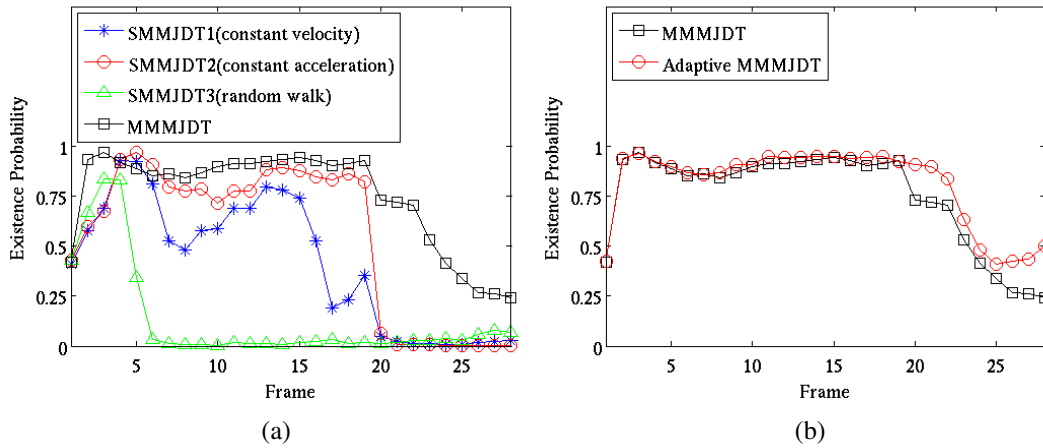 SMMJDT1(constant velocity)
SMMJDT2(constant acceleration)
SMMJDT3(random walk)
MMMJDT
Existence Probability
1
0.75
0.5
0.25
0
5
10
15
20
25
Frame
(a)
MMMJDT
Adaptive MMMJDT
Existence Probability
1
0.75
0.5
0.25
0
5
10
15
20
25
Frame
(b)